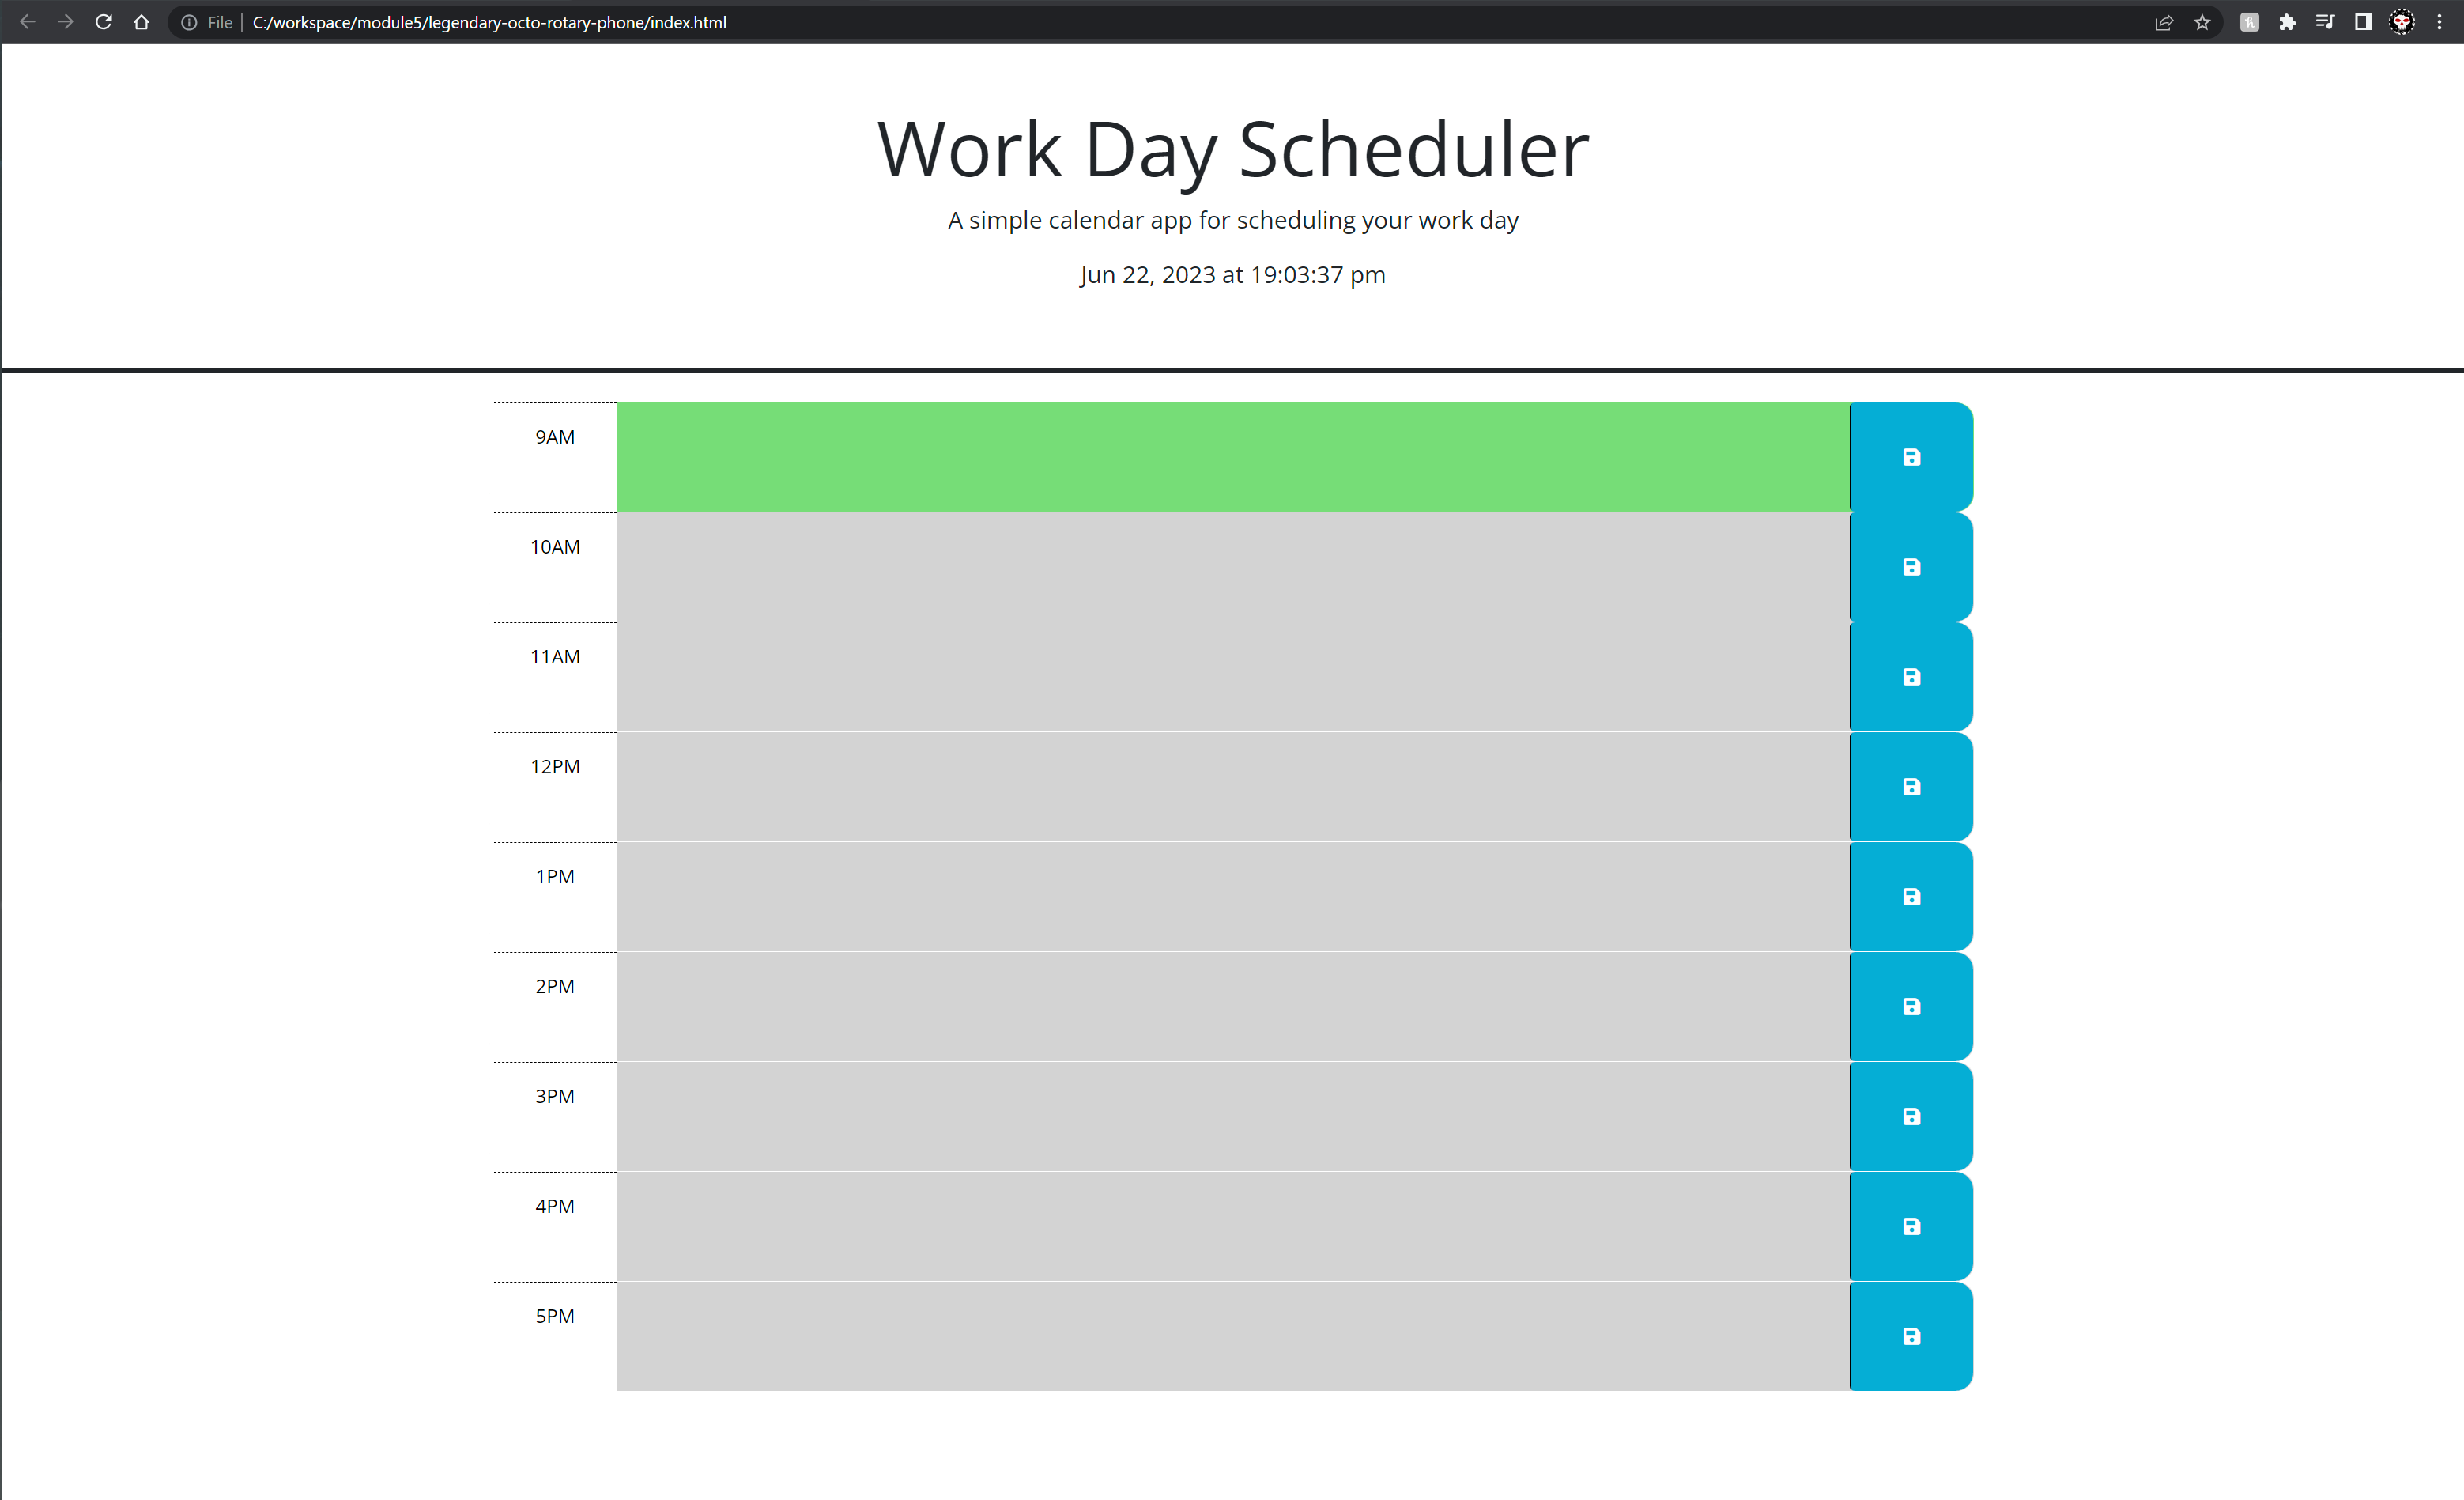 File C:/workspace/module5/legendary-octo-rotary-phone/index.html
Work Day Scheduler
A simple calendar app for scheduling your work day
Jun 22, 2023 at 19:03:37 pm
9AM
10AM
11AM
12PM
1PM
2PM
3PM
4PM
5PM